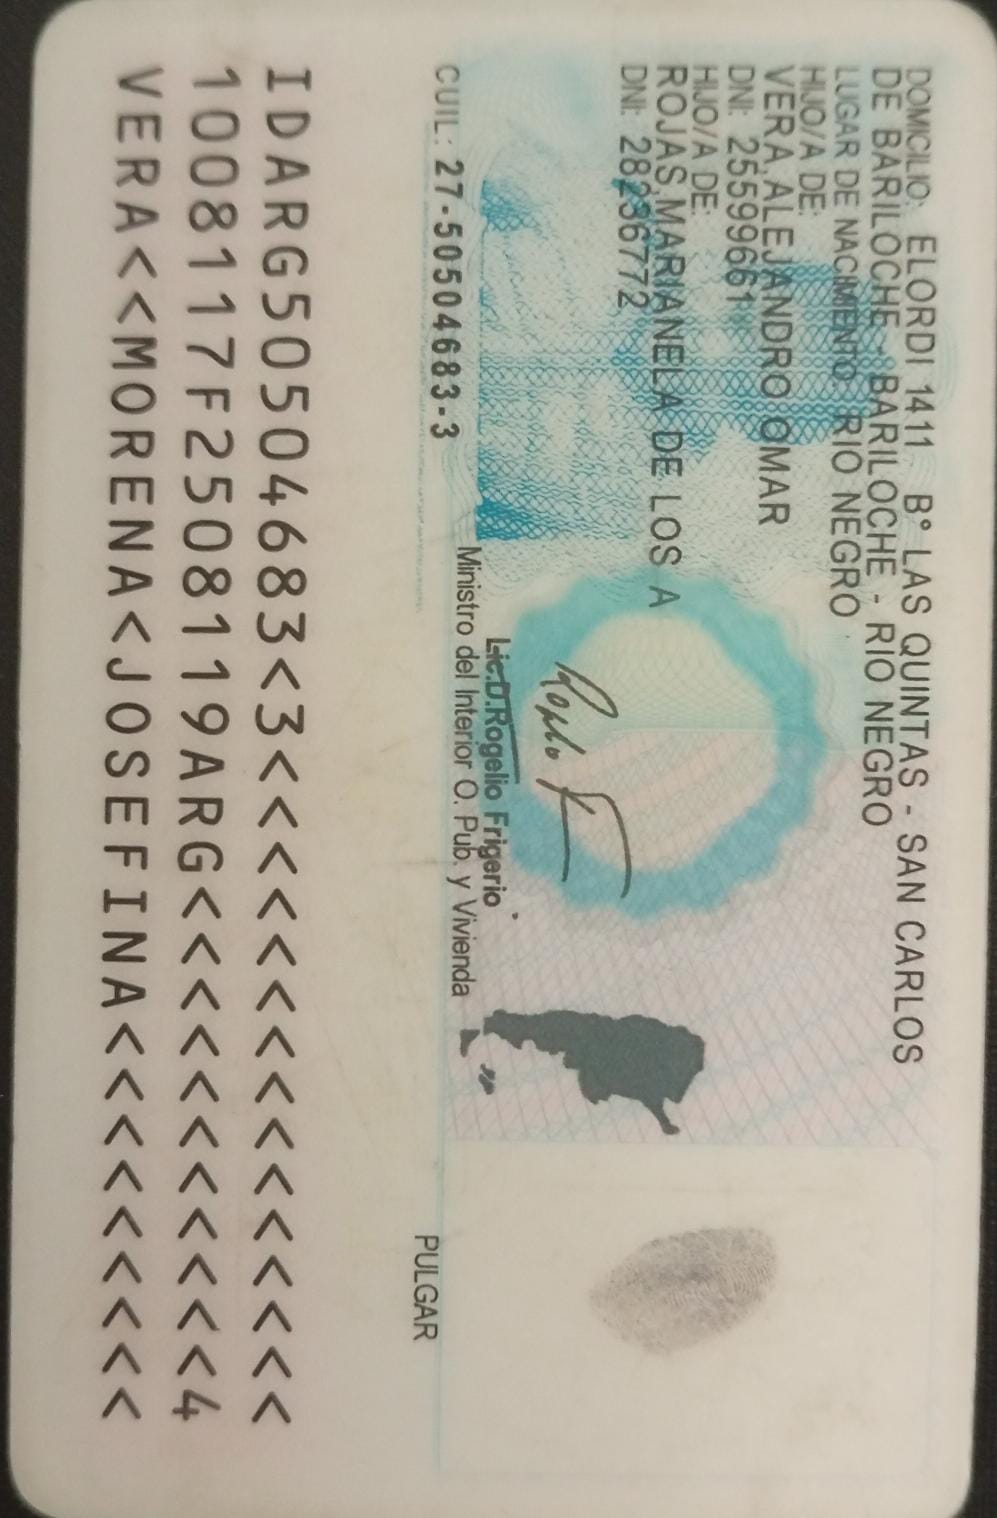 DOMICILIO: ELORDI 1411 B° LAS QUINTAS - SAN CARLOS
DE BARILOCHE - BARILOCHE - RIO NEGRO
LUGAR DE NACIMIENTO: RIO NEGRO
HIJO/A DE:
VERA, ALEJANDRO OMAR
DNI: 25599661
HIJO/A DE:
ROJAS, MARIANELA DE LOS A
DNI: 28236772
Lic.D.Rogelio Frigerio
Ministro del Interior O. Pub. y Vivienda
CUIL: 27-50504683-3
PULGAR
IDARG50504683<3<<<<<<<<<<<<<<<
1008117F2508119ARG<<<<<<<<<<<4
VERA<<MORENA<JOSEFINA<<<<<<<<<